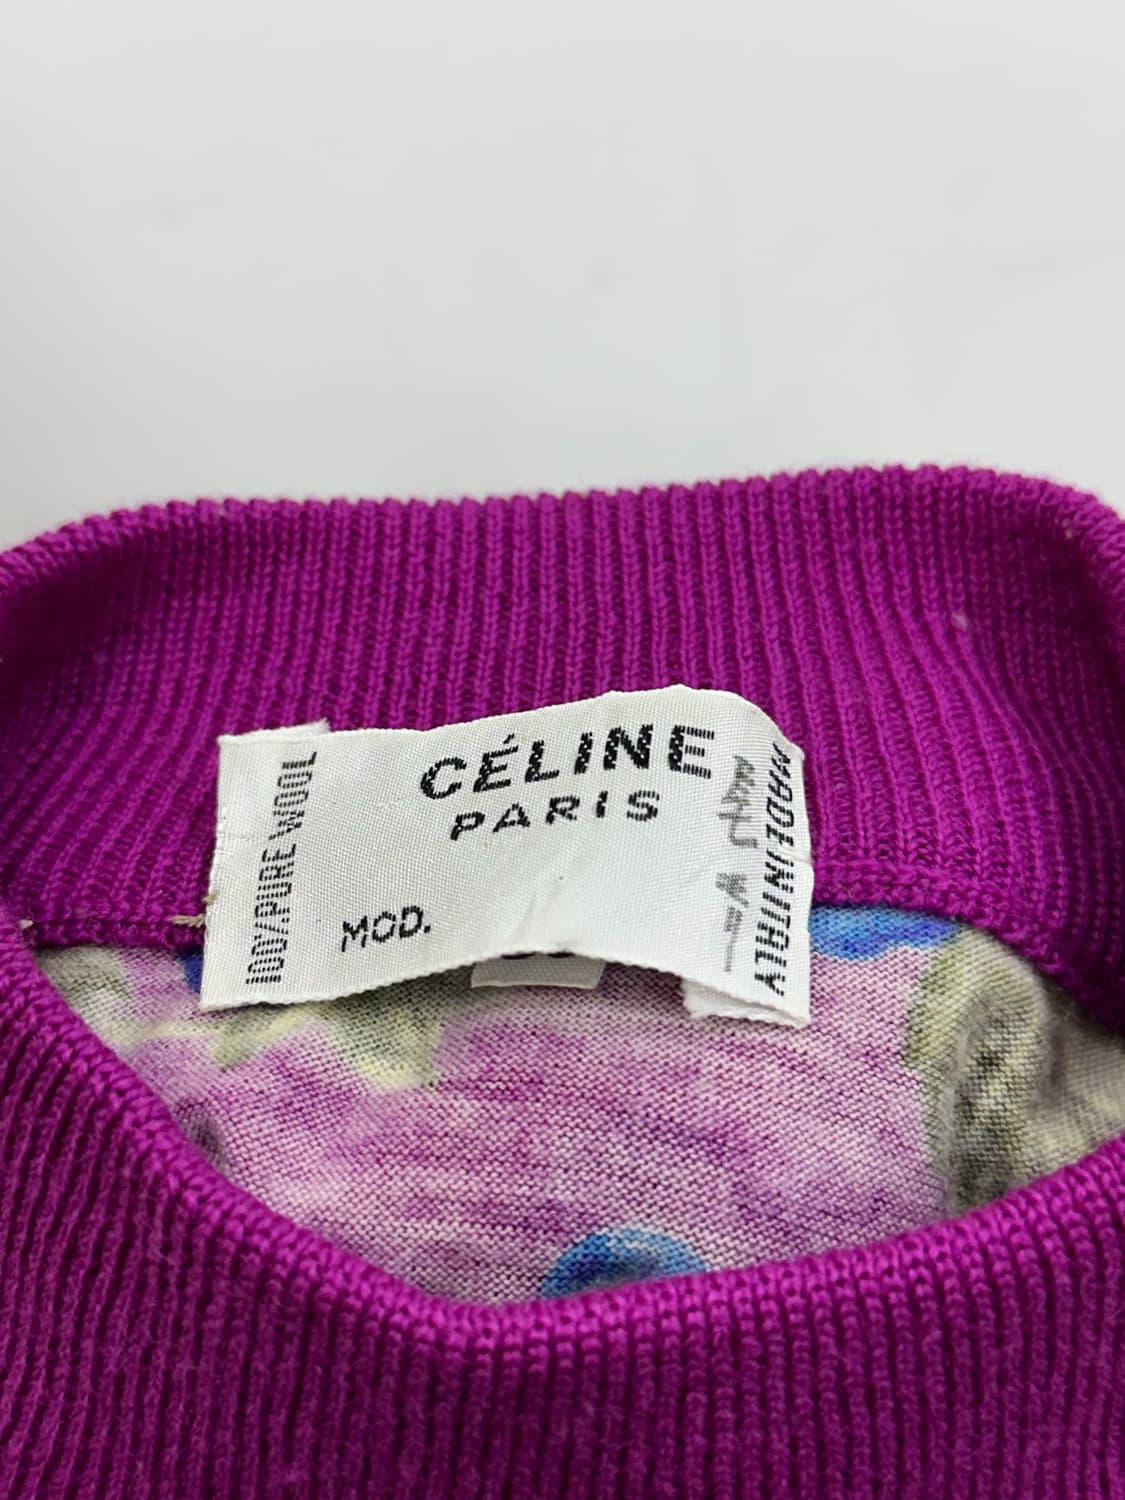 CÉLINE
PARIS
MOD.
100% PURE WOOL
MADE IN ITALY